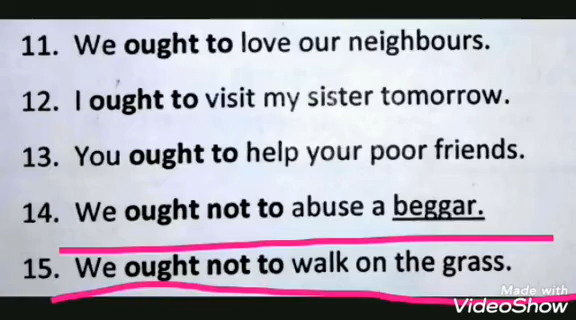 11. We ought to love our neighbours.
12. I ought to visit my sister tomorrow.
13. You ought to help your poor friends.
14. We ought not to abuse a beggar.
15. We ought not to walk on the grass.
Made with
VideoShow